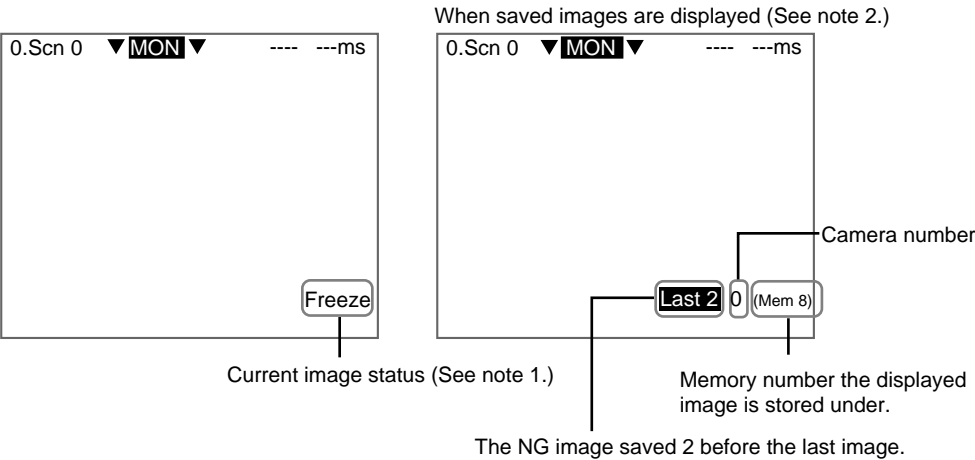 When saved images are displayed (See note 2.)
0.Scn 0 ▼ MON ▼ ---- ---ms
0.Scn 0 ▼ MON ▼ ---- ---ms
Camera number
Freeze
Last 2 0 (Mem 8)
Current image status (See note 1.)
Memory number the displayed
image is stored under.
The NG image saved 2 before the last image.